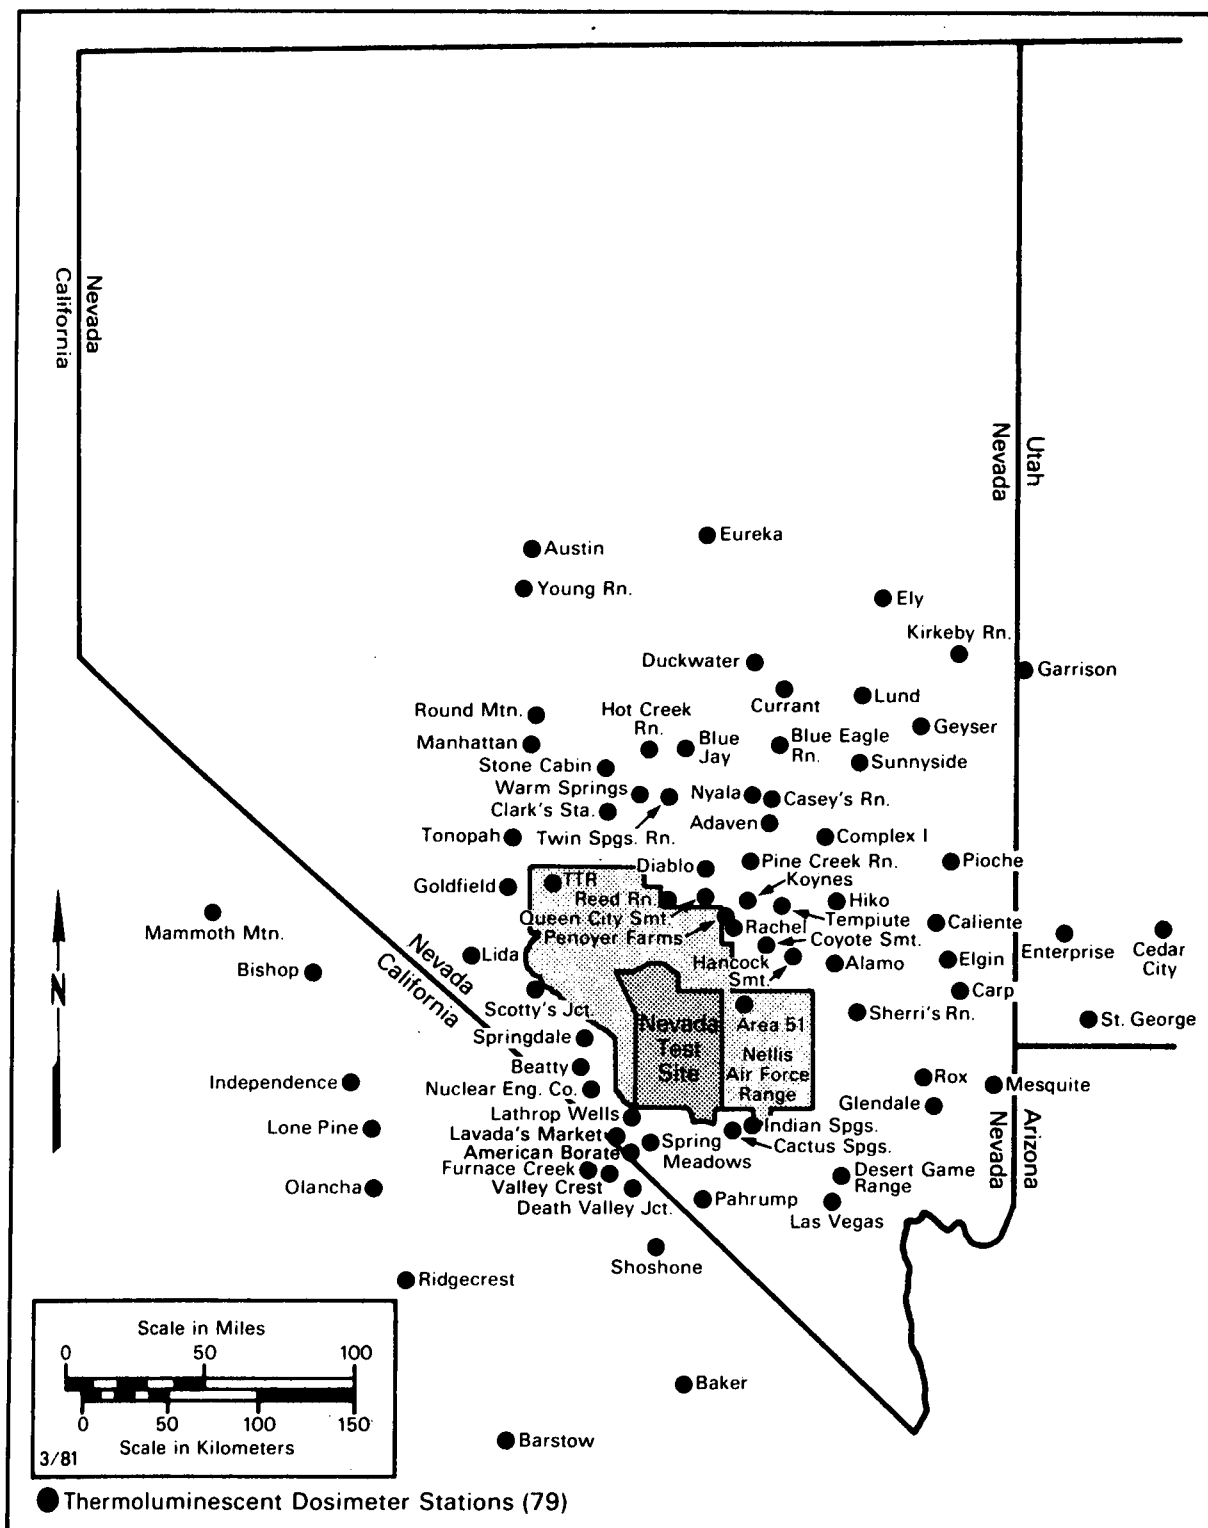 Nevada
California
Utah
Nevada
Eureka
Austin
Young Rn.
Ely
Kirkeby Rn.
Duckwater
Garrison
Currant
Lund
Round Mtn.
Hot Creek
Rn.
Geyser
Manhattan
Blue
Jay
Blue Eagle
Rn.
Stone Cabin
Sunnyside
Warm Springs
Nyala
Casey's Rn.
Clark's Sta.
Adaven
Tonopah
Twin Spgs. Rn.
Complex I
Diablo
Pine Creek Rn.
Pioche
Goldfield
TTR
Koynes
Reed Rn.
Hiko
Queen City Smt.
Tempiute
Mammoth Mtn.
Penoyer Farms
Rachel
Caliente
Coyote Smt.
Enterprise
Cedar
City
Nevada
California
Lida
Hancock
Smt.
Alamo
Elgin
Bishop
N
Carp
Scotty's Jct.
Area 51
Sherri's Rn.
St. George
Nevada
Test
Site
Springdale
Nellis
Air Force
Range
Beatty
Independence
Nuclear Eng. Co.
Rox
Mesquite
Glendale
Lathrop Wells
Indian Spgs.
Lone Pine
Lavada's Market
Spring
Meadows
Cactus Spgs.
Nevada
Arizona
American Borate
Furnace Creek
Desert Game
Range
Olancha
Valley Crest
Death Valley Jct.
Pahrump
Las Vegas
Shoshone
Ridgecrest
Baker
Barstow
Scale in Miles
0 50 100
0 50 100 150
Scale in Kilometers
3/81
Thermoluminescent Dosimeter Stations (79)